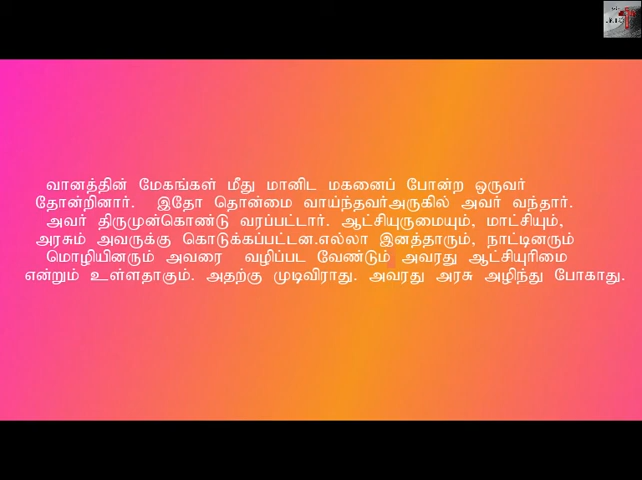 வானத்தின் மேகங்கள் மீது மானிட மகனைப் போன்ற ஒருவர்
தோன்றினார். இதோ தொன்மை வாய்ந்தவர்அருகில் அவர் வந்தார்.
அவர் திருமுன்கொண்டு வரப்பட்டார். ஆட்சியுருமையும், மாட்சியும்,
அரசும் அவருக்கு கொடுக்கப்பட்டன.எல்லா இனத்தாரும், நாட்டினரும்
மொழியினரும் அவரை வழிப்பட வேண்டும் அவரது ஆட்சியுரிமை
என்றும் உள்ளதாகும். அதற்கு முடிவிராது. அவரது அரசு அழிந்து போகாது.